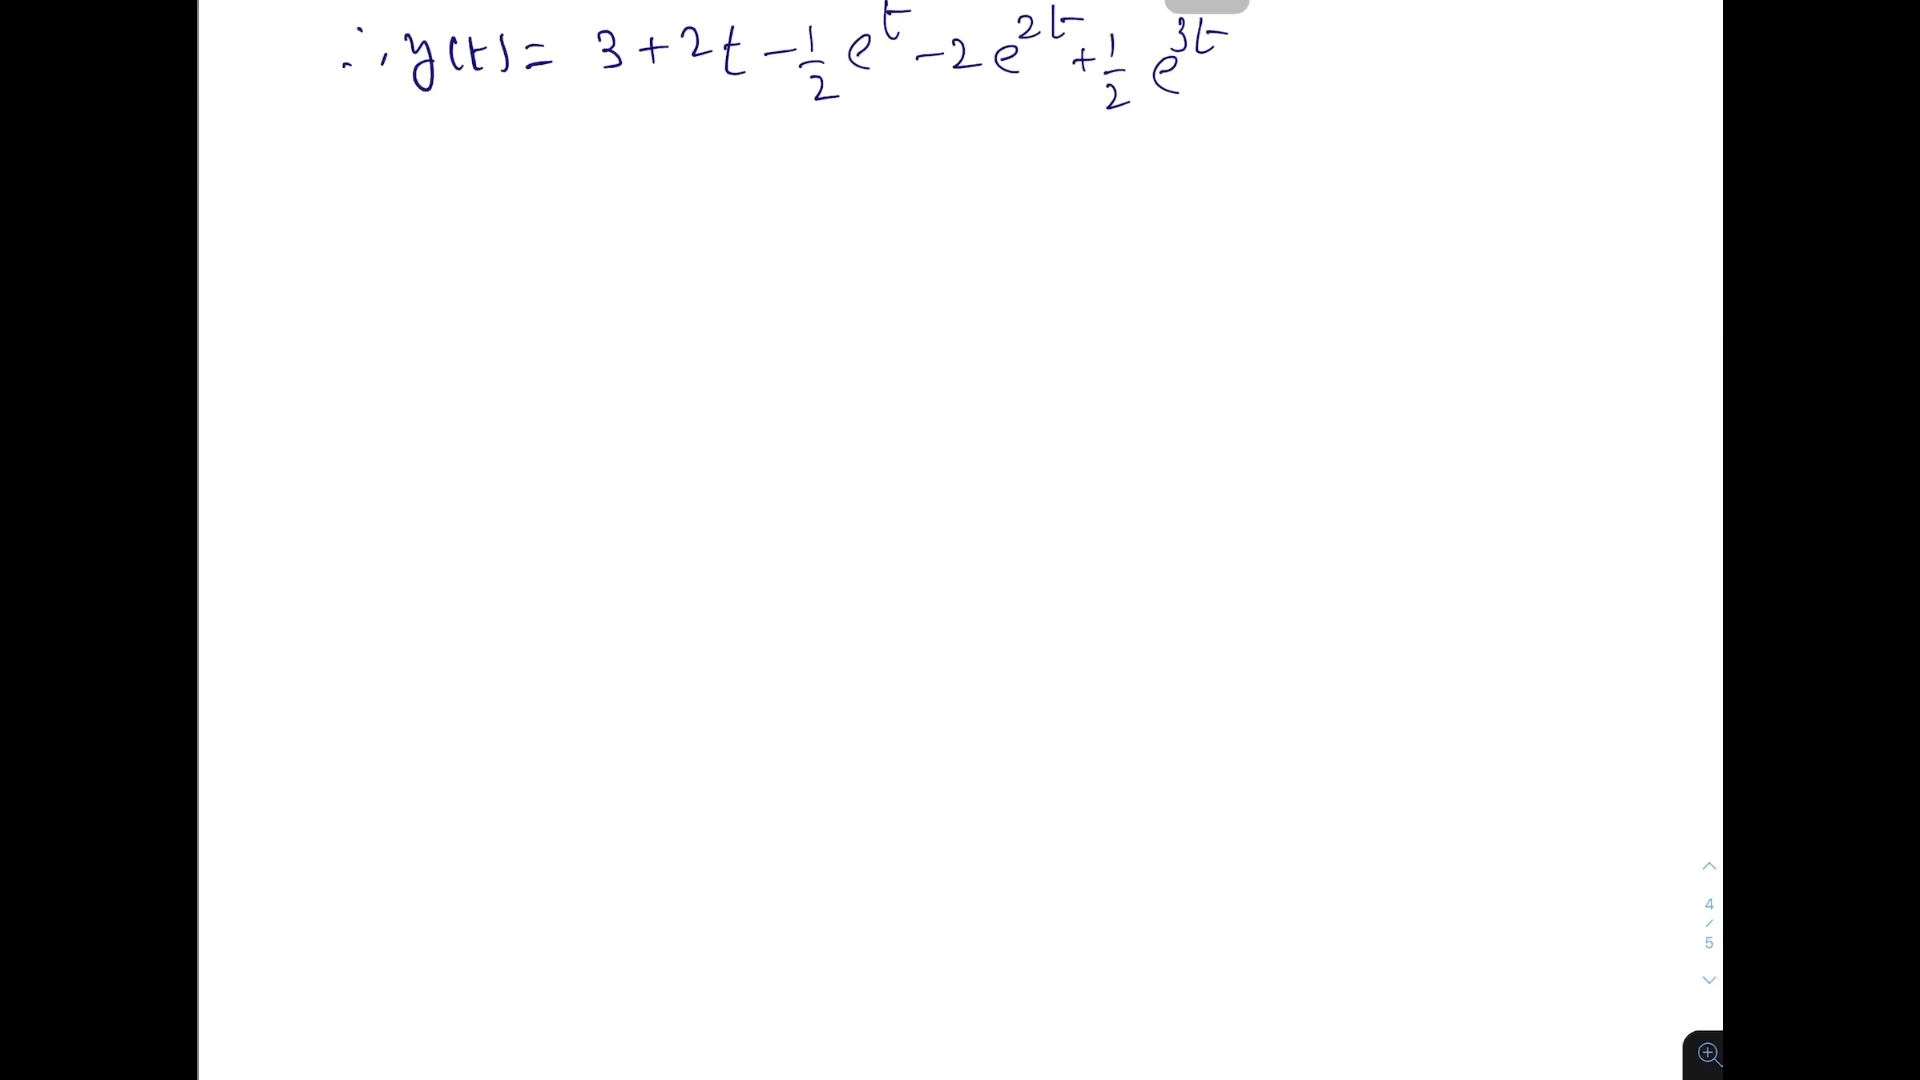 ∴ y(t) = 3 + 2t - 1/2 e^t - 2e^{2t} + 1/2 e^{3t}
4
/
5